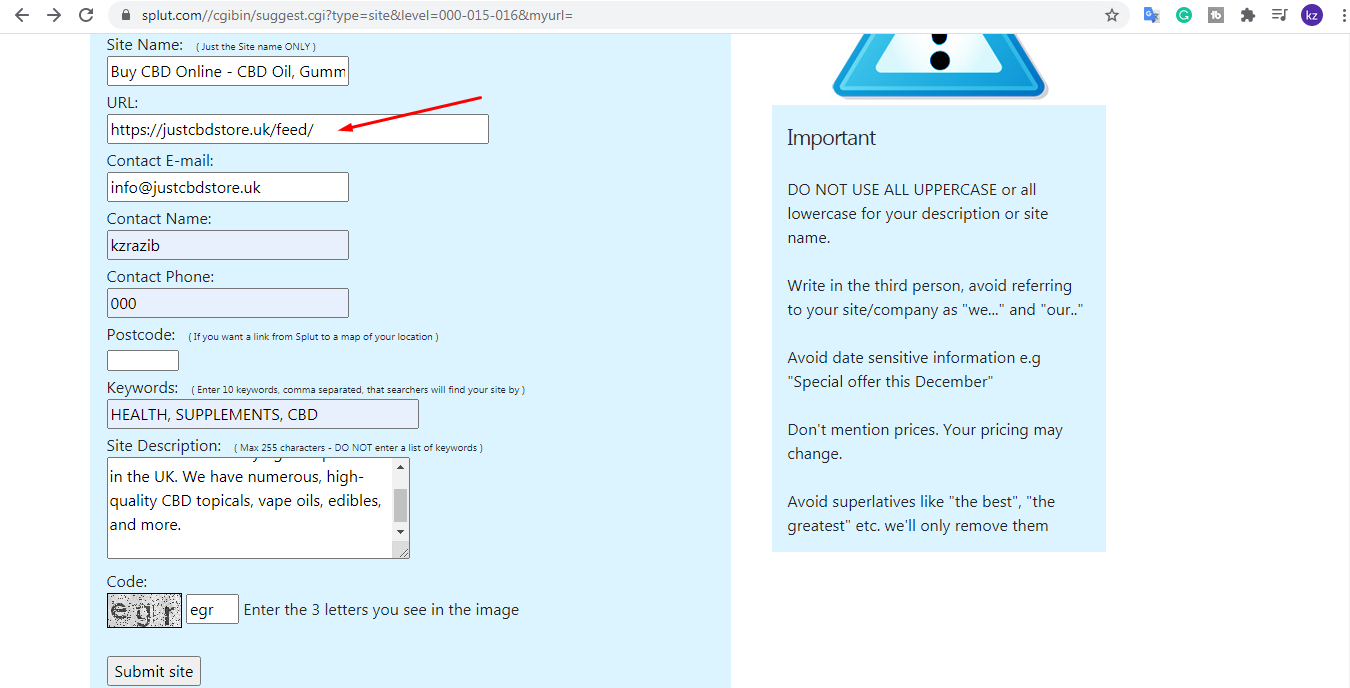 splut.com//cgibin/suggest.cgi?type=site&level=000-015-016&myurl=
kz
Site Name: ( Just the Site name ONLY )
Buy CBD Online - CBD Oil, Gumm
URL:
https://justcbdstore.uk/feed/
Contact E-mail:
info@justcbdstore.uk
Contact Name:
kzrazib
Contact Phone:
000
Postcode: ( If you want a link from Splut to a map of your location )
Keywords: ( Enter 10 keywords, comma separated, that searchers will find your site by )
HEALTH, SUPPLEMENTS, CBD
Site Description: ( Max 255 characters - DO NOT enter a list of keywords )
in the UK. We have numerous, high-
quality CBD topicals, vape oils, edibles,
and more.
Code:
egr egr Enter the 3 letters you see in the image
Submit site
Important
DO NOT USE ALL UPPERCASE or all
lowercase for your description or site
name.
Write in the third person, avoid referring
to your site/company as "we..." and "our.."
Avoid date sensitive information e.g
"Special offer this December"
Don't mention prices. Your pricing may
change.
Avoid superlatives like "the best", "the
greatest" etc. we'll only remove them